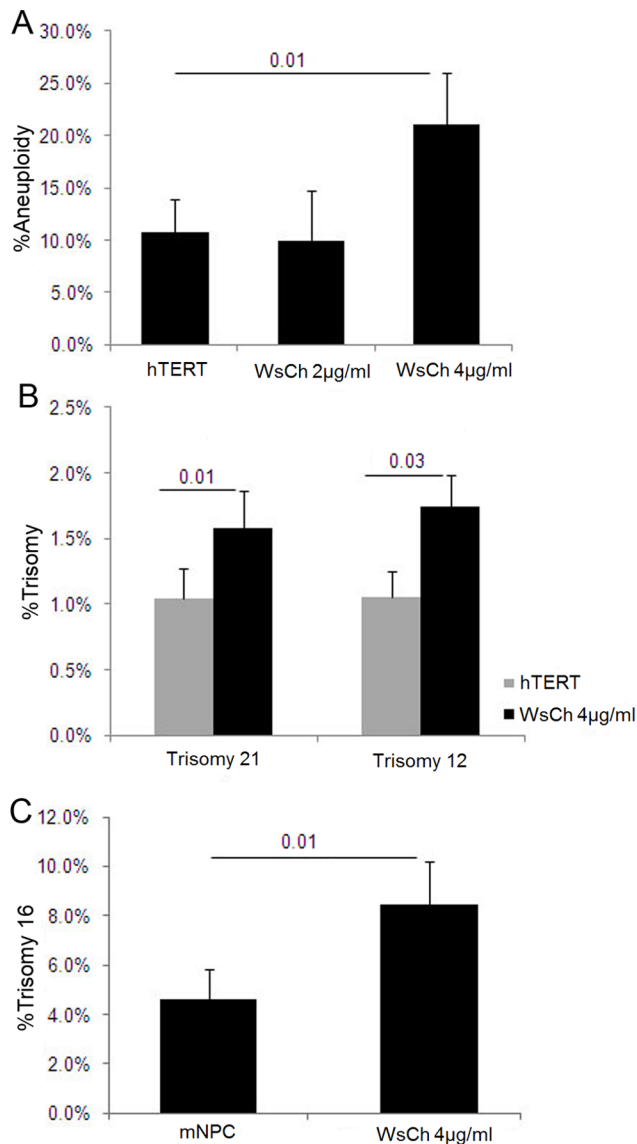 A
30.0%
0.01
25.0%
20.0%
15.0%
10.0%
5.0%
0.0%
%Aneuploidy
hTERT WsCh 2µg/ml WsCh 4µg/ml
B
2.5%
0.01 0.03
2.0%
1.5%
1.0%
0.5%
0.0%
%Trisomy
hTERT
WsCh 4µg/ml
Trisomy 21 Trisomy 12
C
12.0%
0.01
10.0%
8.0%
6.0%
4.0%
2.0%
0.0%
%Trisomy 16
mNPC WsCh 4µg/ml